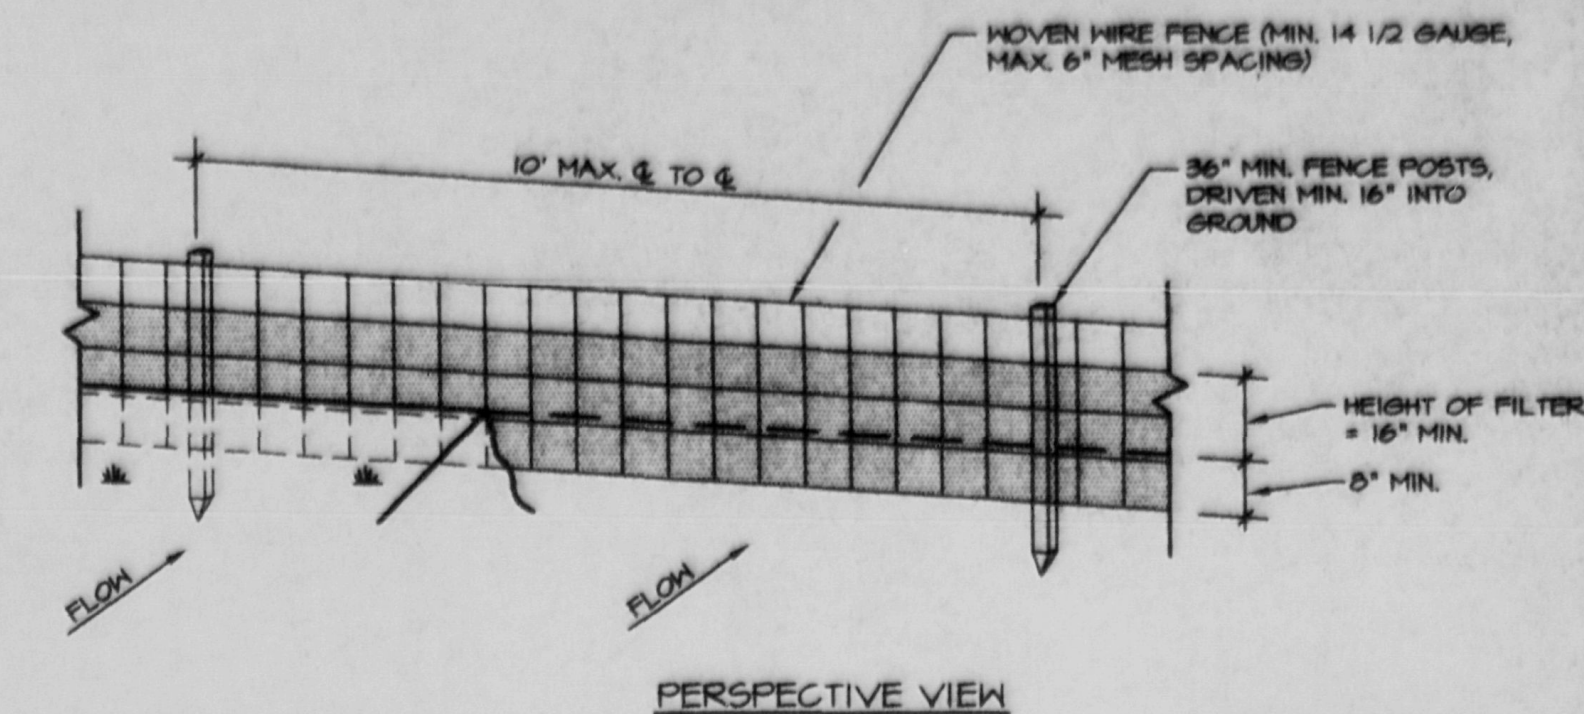 WOVEN WIRE FENCE (MIN. 14 1/2 GAUGE,
MAX. 6" MESH SPACING)
10' MAX. ℄ TO ℄
36" MIN. FENCE POSTS,
DRIVEN MIN. 16" INTO
GROUND
HEIGHT OF FILTER
= 16" MIN.
8" MIN.
FLOW
FLOW
PERSPECTIVE VIEW